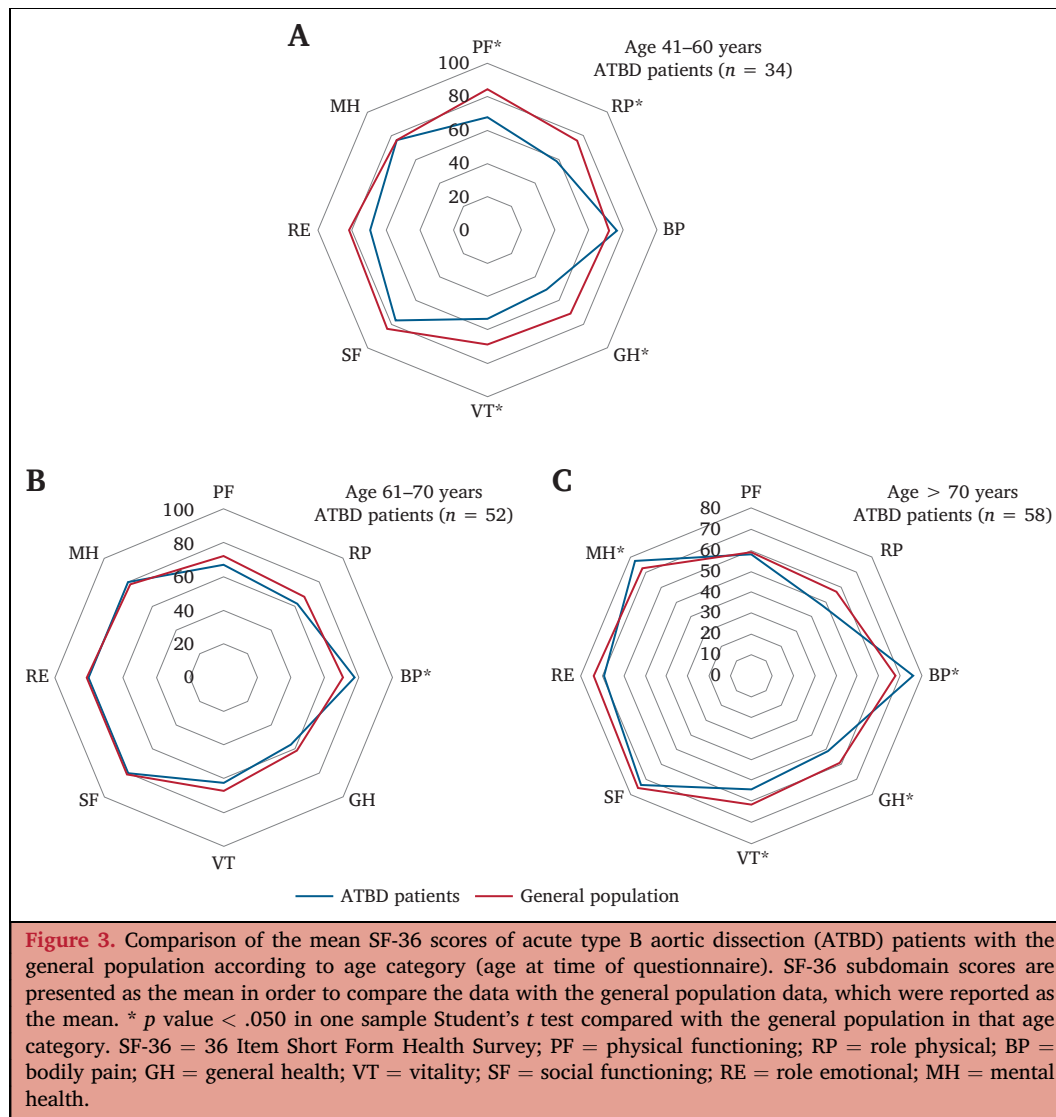 A
Age 41–60 years
ATBD patients (n = 34)
PF*
RP*
BP
GH*
VT*
SF
RE
MH
100
80
60
40
20
0
B
Age 61–70 years
ATBD patients (n = 52)
PF
RP
BP*
GH
VT
SF
RE
MH
100
80
60
40
20
0
C
Age > 70 years
ATBD patients (n = 58)
PF
RP
BP*
GH*
VT*
SF
RE
MH*
80
70
60
50
40
30
20
10
0
ATBD patients
General population
Figure 3. Comparison of the mean SF-36 scores of acute type B aortic dissection (ATBD) patients with the
general population according to age category (age at time of questionnaire). SF-36 subdomain scores are
presented as the mean in order to compare the data with the general population data, which were reported as
the mean. * p value < .050 in one sample Student's t test compared with the general population in that age
category. SF-36 = 36 Item Short Form Health Survey; PF = physical functioning; RP = role physical; BP =
bodily pain; GH = general health; VT = vitality; SF = social functioning; RE = role emotional; MH = mental
health.